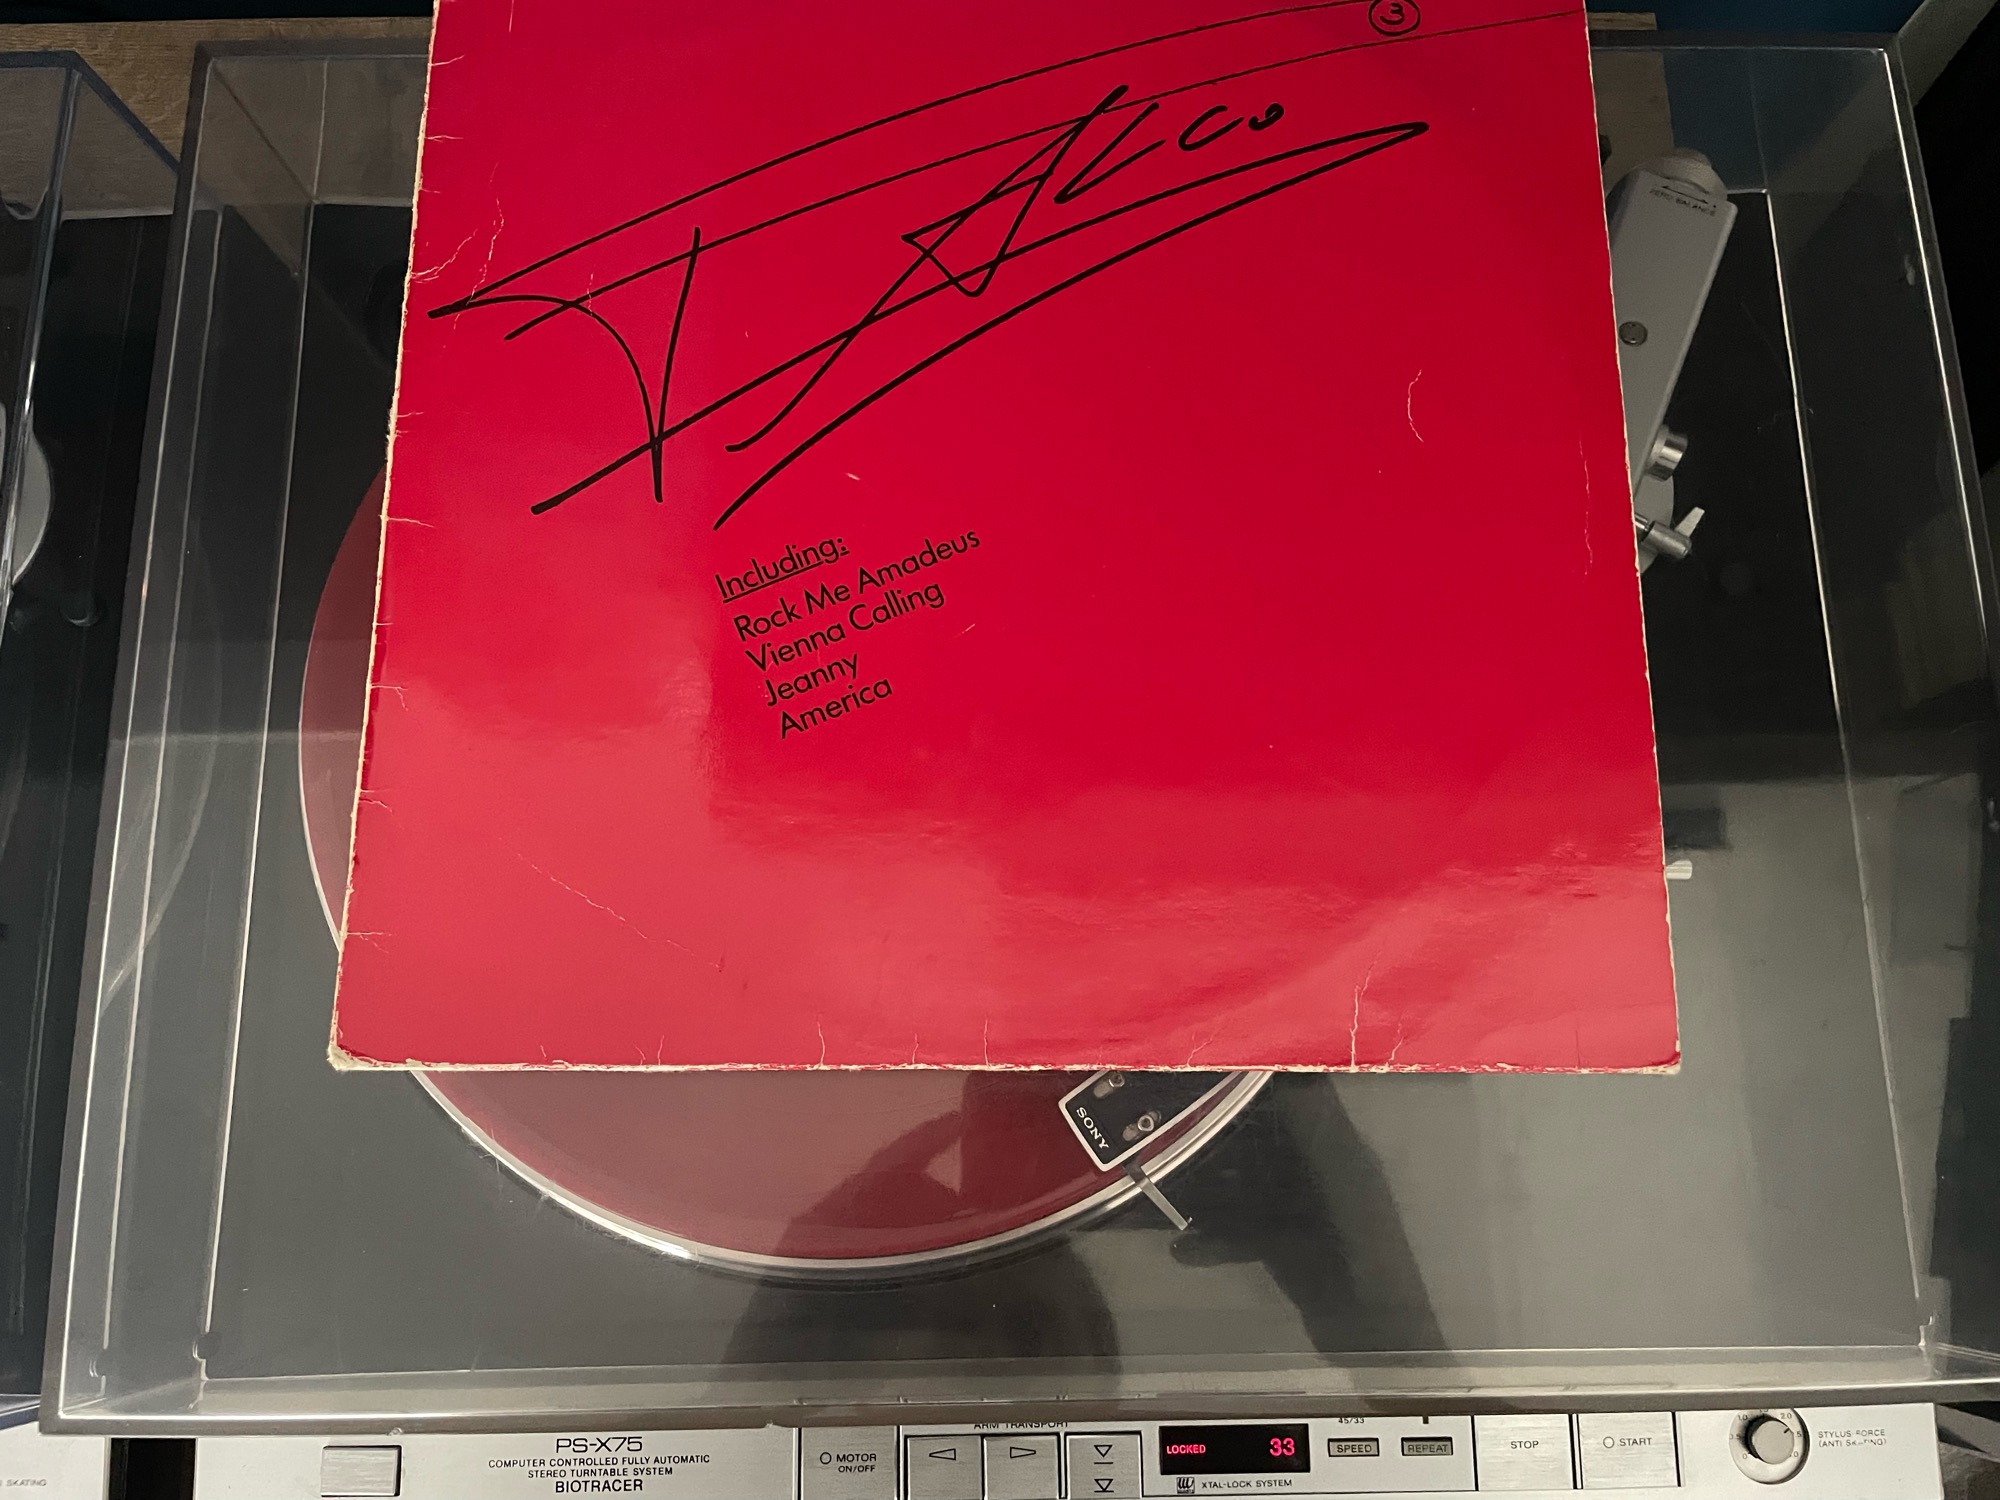 3
FALCO
ZERO BALANCE
Including:
Rock Me Amadeus
Vienna Calling
Jeanny
America
SONY
ARM TRANSPORT
45/33
PS-X75
COMPUTER CONTROLLED FULLY AUTOMATIC
STEREO TURNTABLE SYSTEM
BIOTRACER
MOTOR
ON/OFF
LOCKED 33
SPEED
REPEAT
XTAL-LOCK SYSTEM
STOP
START
STYLUS FORCE
SKATING